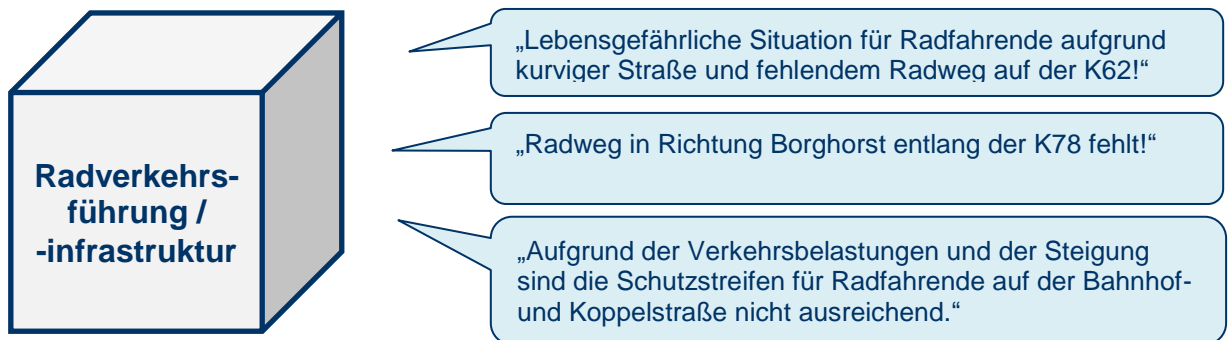 Radverkehrs-
führung /
-infrastruktur
„Lebensgefährliche Situation für Radfahrende aufgrund
kurviger Straße und fehlendem Radweg auf der K62!“
„Radweg in Richtung Borghorst entlang der K78 fehlt!“
„Aufgrund der Verkehrsbelastungen und der Steigung
sind die Schutzstreifen für Radfahrende auf der Bahnhof-
und Koppelstraße nicht ausreichend.“